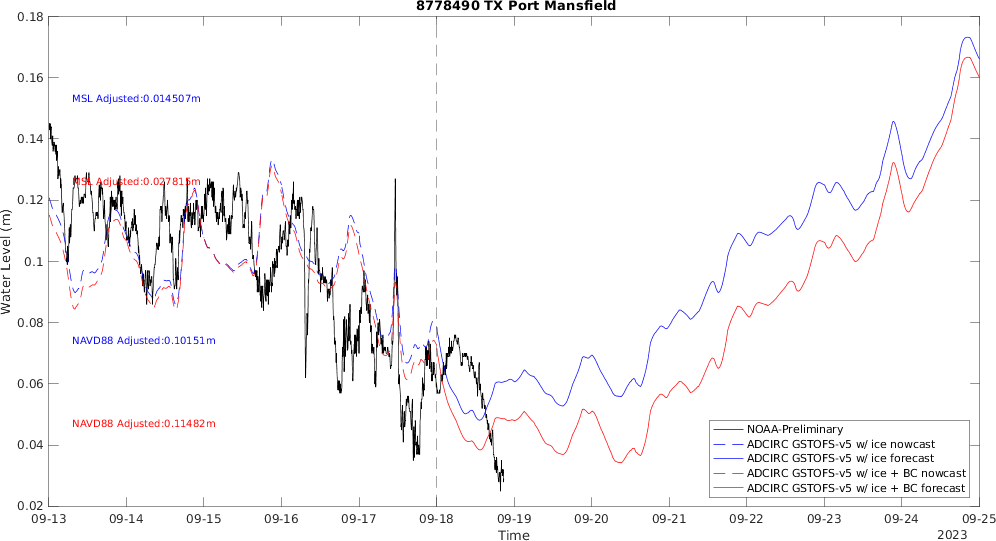 8778490 TX Port Mansfield
0.18
0.16
0.14
0.12
0.1
0.08
0.06
0.04
0.02
Water Level (m)
MSL Adjusted:0.014507m
MSL Adjusted:0.027815m
NAVD88 Adjusted:0.10151m
NAVD88 Adjusted:0.11482m
NOAA-Preliminary
ADCIRC GSTOFS-v5 w/ ice nowcast
ADCIRC GSTOFS-v5 w/ ice forecast
ADCIRC GSTOFS-v5 w/ ice + BC nowcast
ADCIRC GSTOFS-v5 w/ ice + BC forecast
09-13 09-14 09-15 09-16 09-17 09-18 09-19 09-20 09-21 09-22 09-23 09-24 09-25
Time
2023